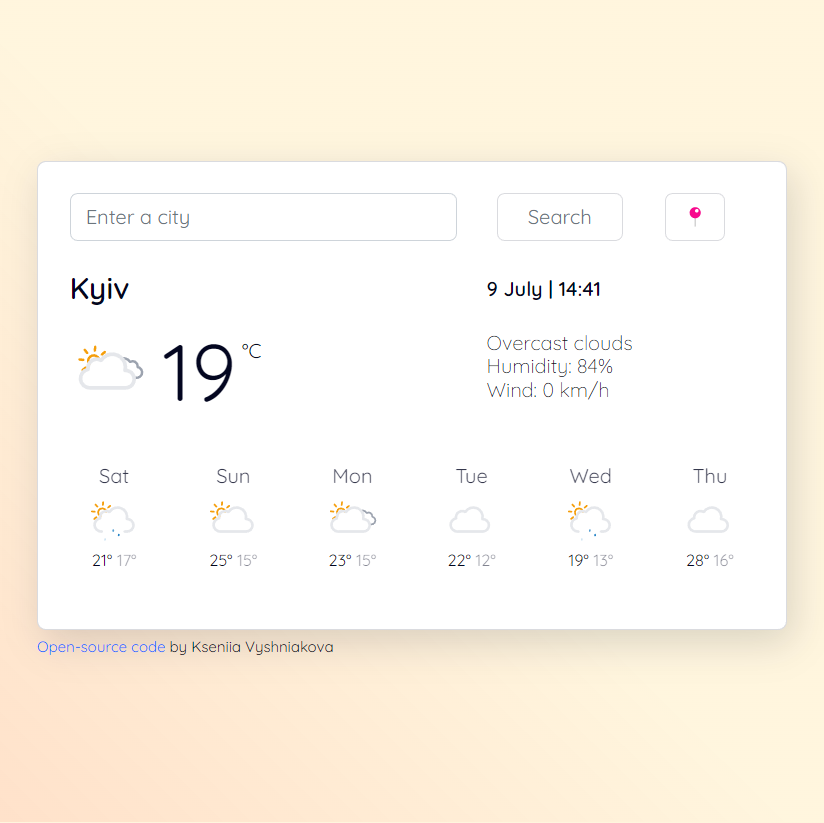 Enter a city
Search
Kyiv
9 July | 14:41
19 °C
Overcast clouds
Humidity: 84%
Wind: 0 km/h
Sat Sun Mon Tue Wed Thu
21° 17° 25° 15° 23° 15° 22° 12° 19° 13° 28° 16°
Open-source code by Kseniia Vyshniakova